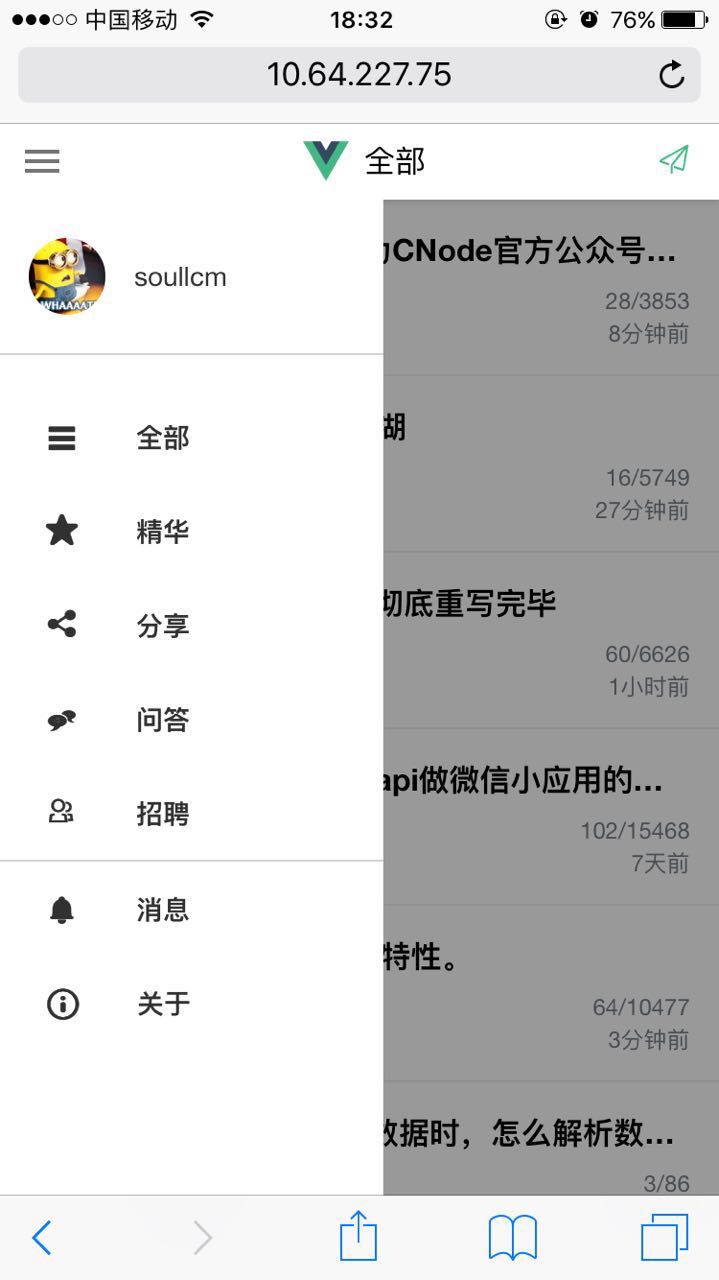 中国移动 18:32 76%
10.64.227.75
全部
soullcm
WHAAAAT
全部
精华
分享
问答
招聘
消息
关于
CNode官方公众号...
28/3853
8分钟前
湖
16/5749
27分钟前
彻底重写完毕
60/6626
1小时前
api做微信小应用的...
102/15468
7天前
特性。
64/10477
3分钟前
数据时，怎么解析数...
3/86